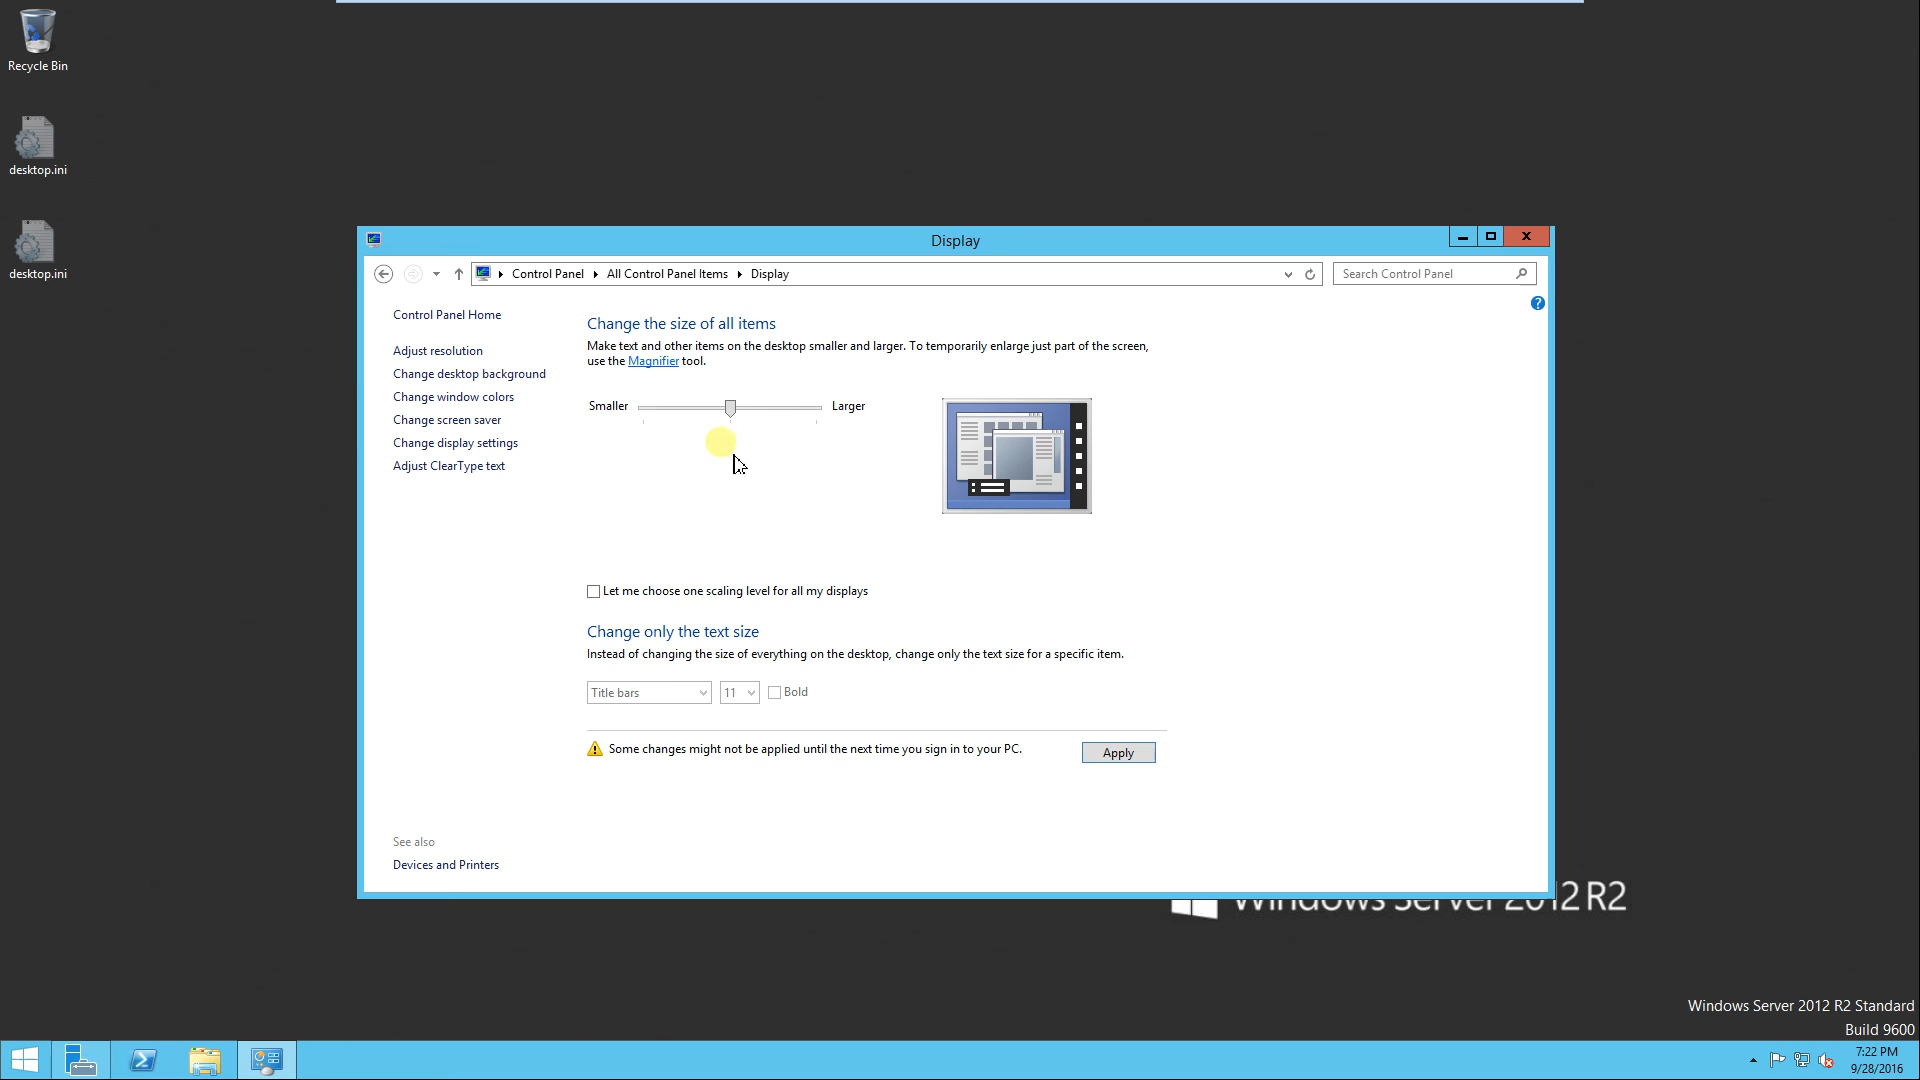 Recycle Bin
desktop.ini
desktop.ini
Display
Control Panel
All Control Panel Items
Display
Search Control Panel
?
Control Panel Home
Adjust resolution
Change desktop background
Change window colors
Change screen saver
Change display settings
Adjust ClearType text
See also
Devices and Printers
Change the size of all items
Make text and other items on the desktop smaller and larger. To temporarily enlarge just part of the screen,
use the Magnifier tool.
Smaller
Larger
Let me choose one scaling level for all my displays
Change only the text size
Instead of changing the size of everything on the desktop, change only the text size for a specific item.
Title bars
11
Bold
Some changes might not be applied until the next time you sign in to your PC.
Apply
Windows Server 2012 R2
Windows Server 2012 R2 Standard
Build 9600
7:22 PM
9/28/2016